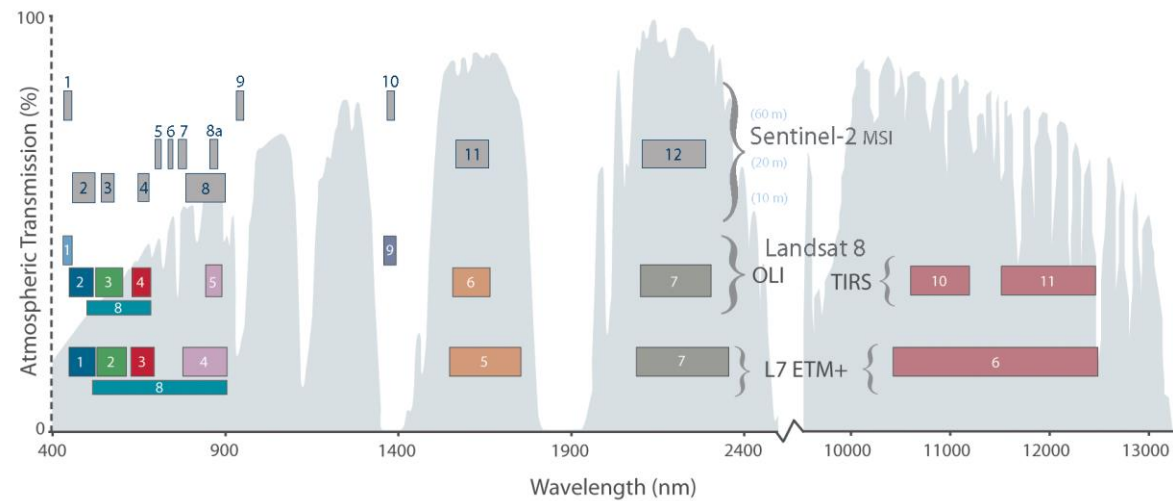 100
Atmospheric Transmission (%)
0
1
9
10
5 6 7 8a
(60 m)
Sentinel-2 MSI
11
12
(20 m)
2 3 4 8
(10 m)
1
9
Landsat 8
2 3 4 5 6 7 OLI TIRS 10 11
8
1 2 3 4 5 7 L7 ETM+ 6
8
400 900 1400 1900 2400 10000 11000 12000 13000
Wavelength (nm)